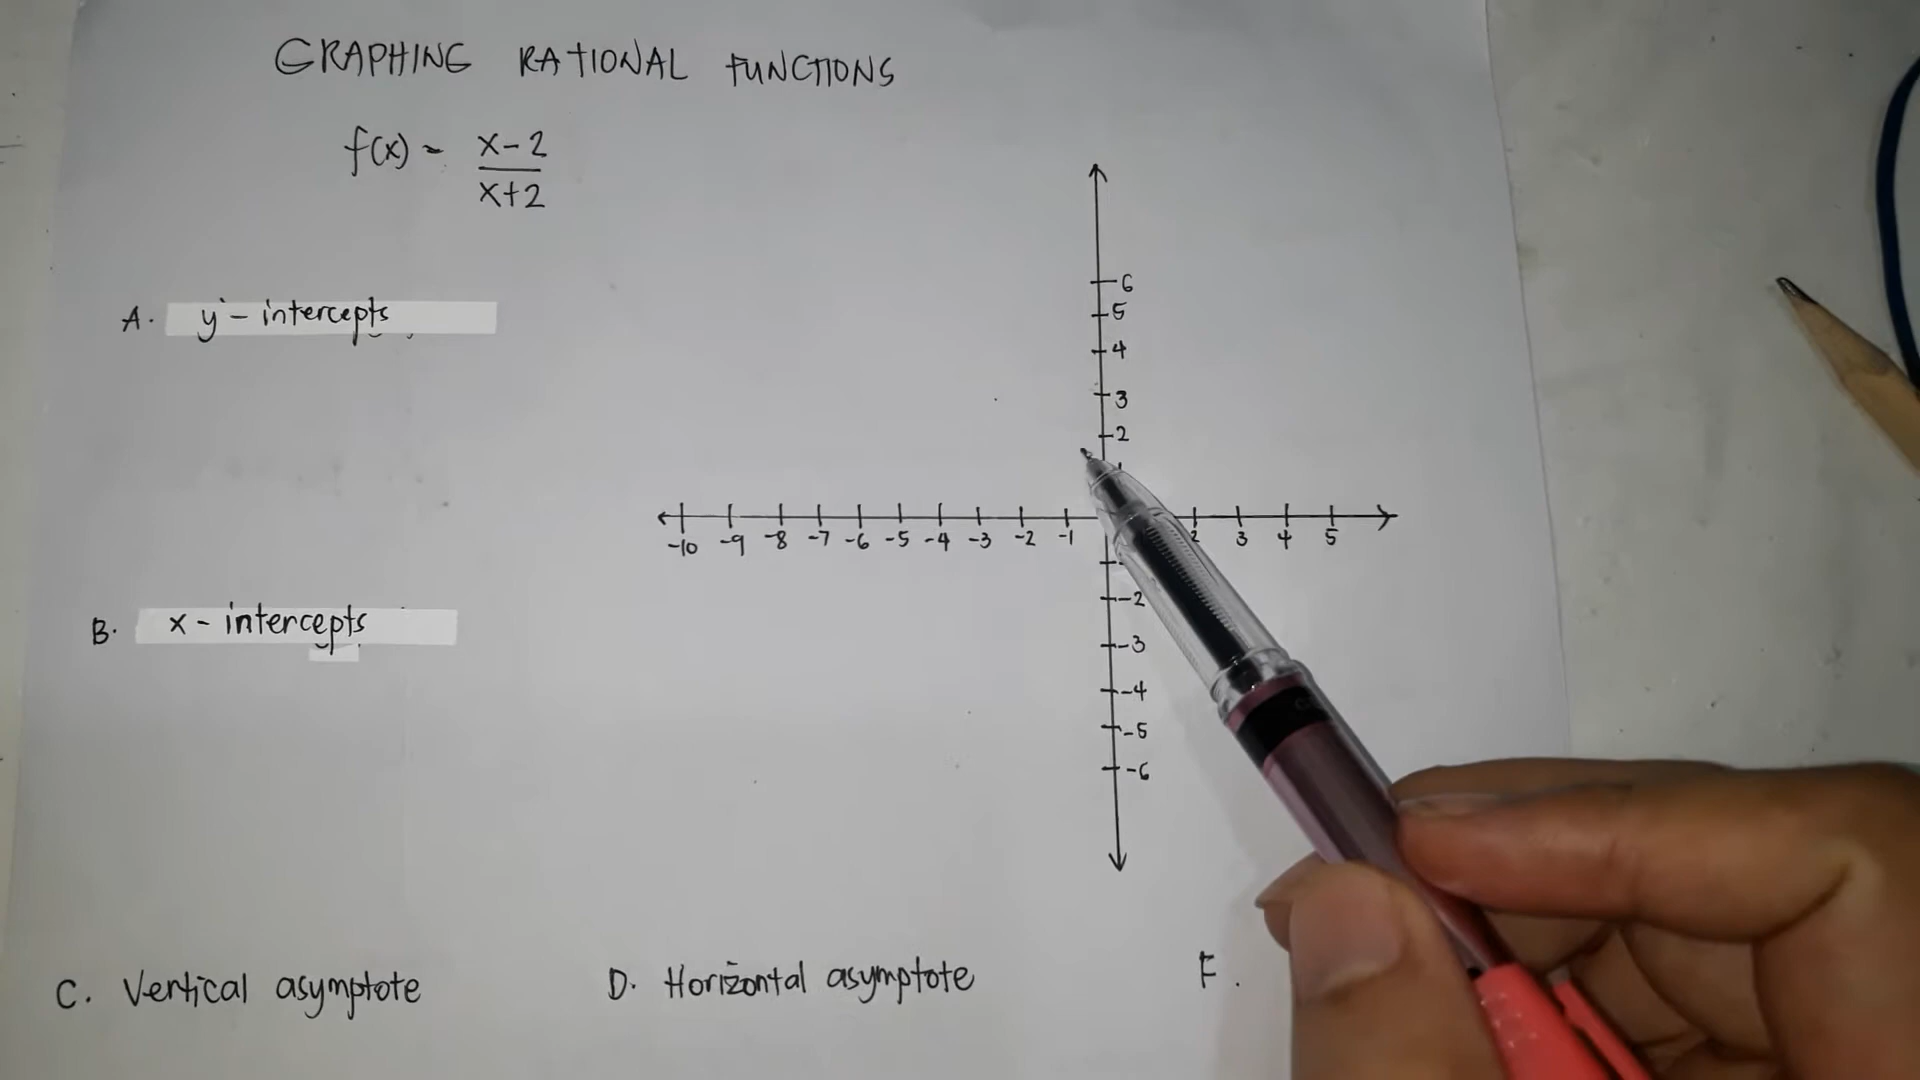 GRAPHING RATIONAL FUNCTIONS
f(x) = x-2
x+2
A. y - intercepts
B. x - intercepts
C. Vertical asymptote
D. Horizontal asymptote
F.
6
5
4
3
2
-10 -9 -8 -7 -6 -5 -4 -3 -2 -1 2 3 4 5
-2
-3
-4
-5
-6